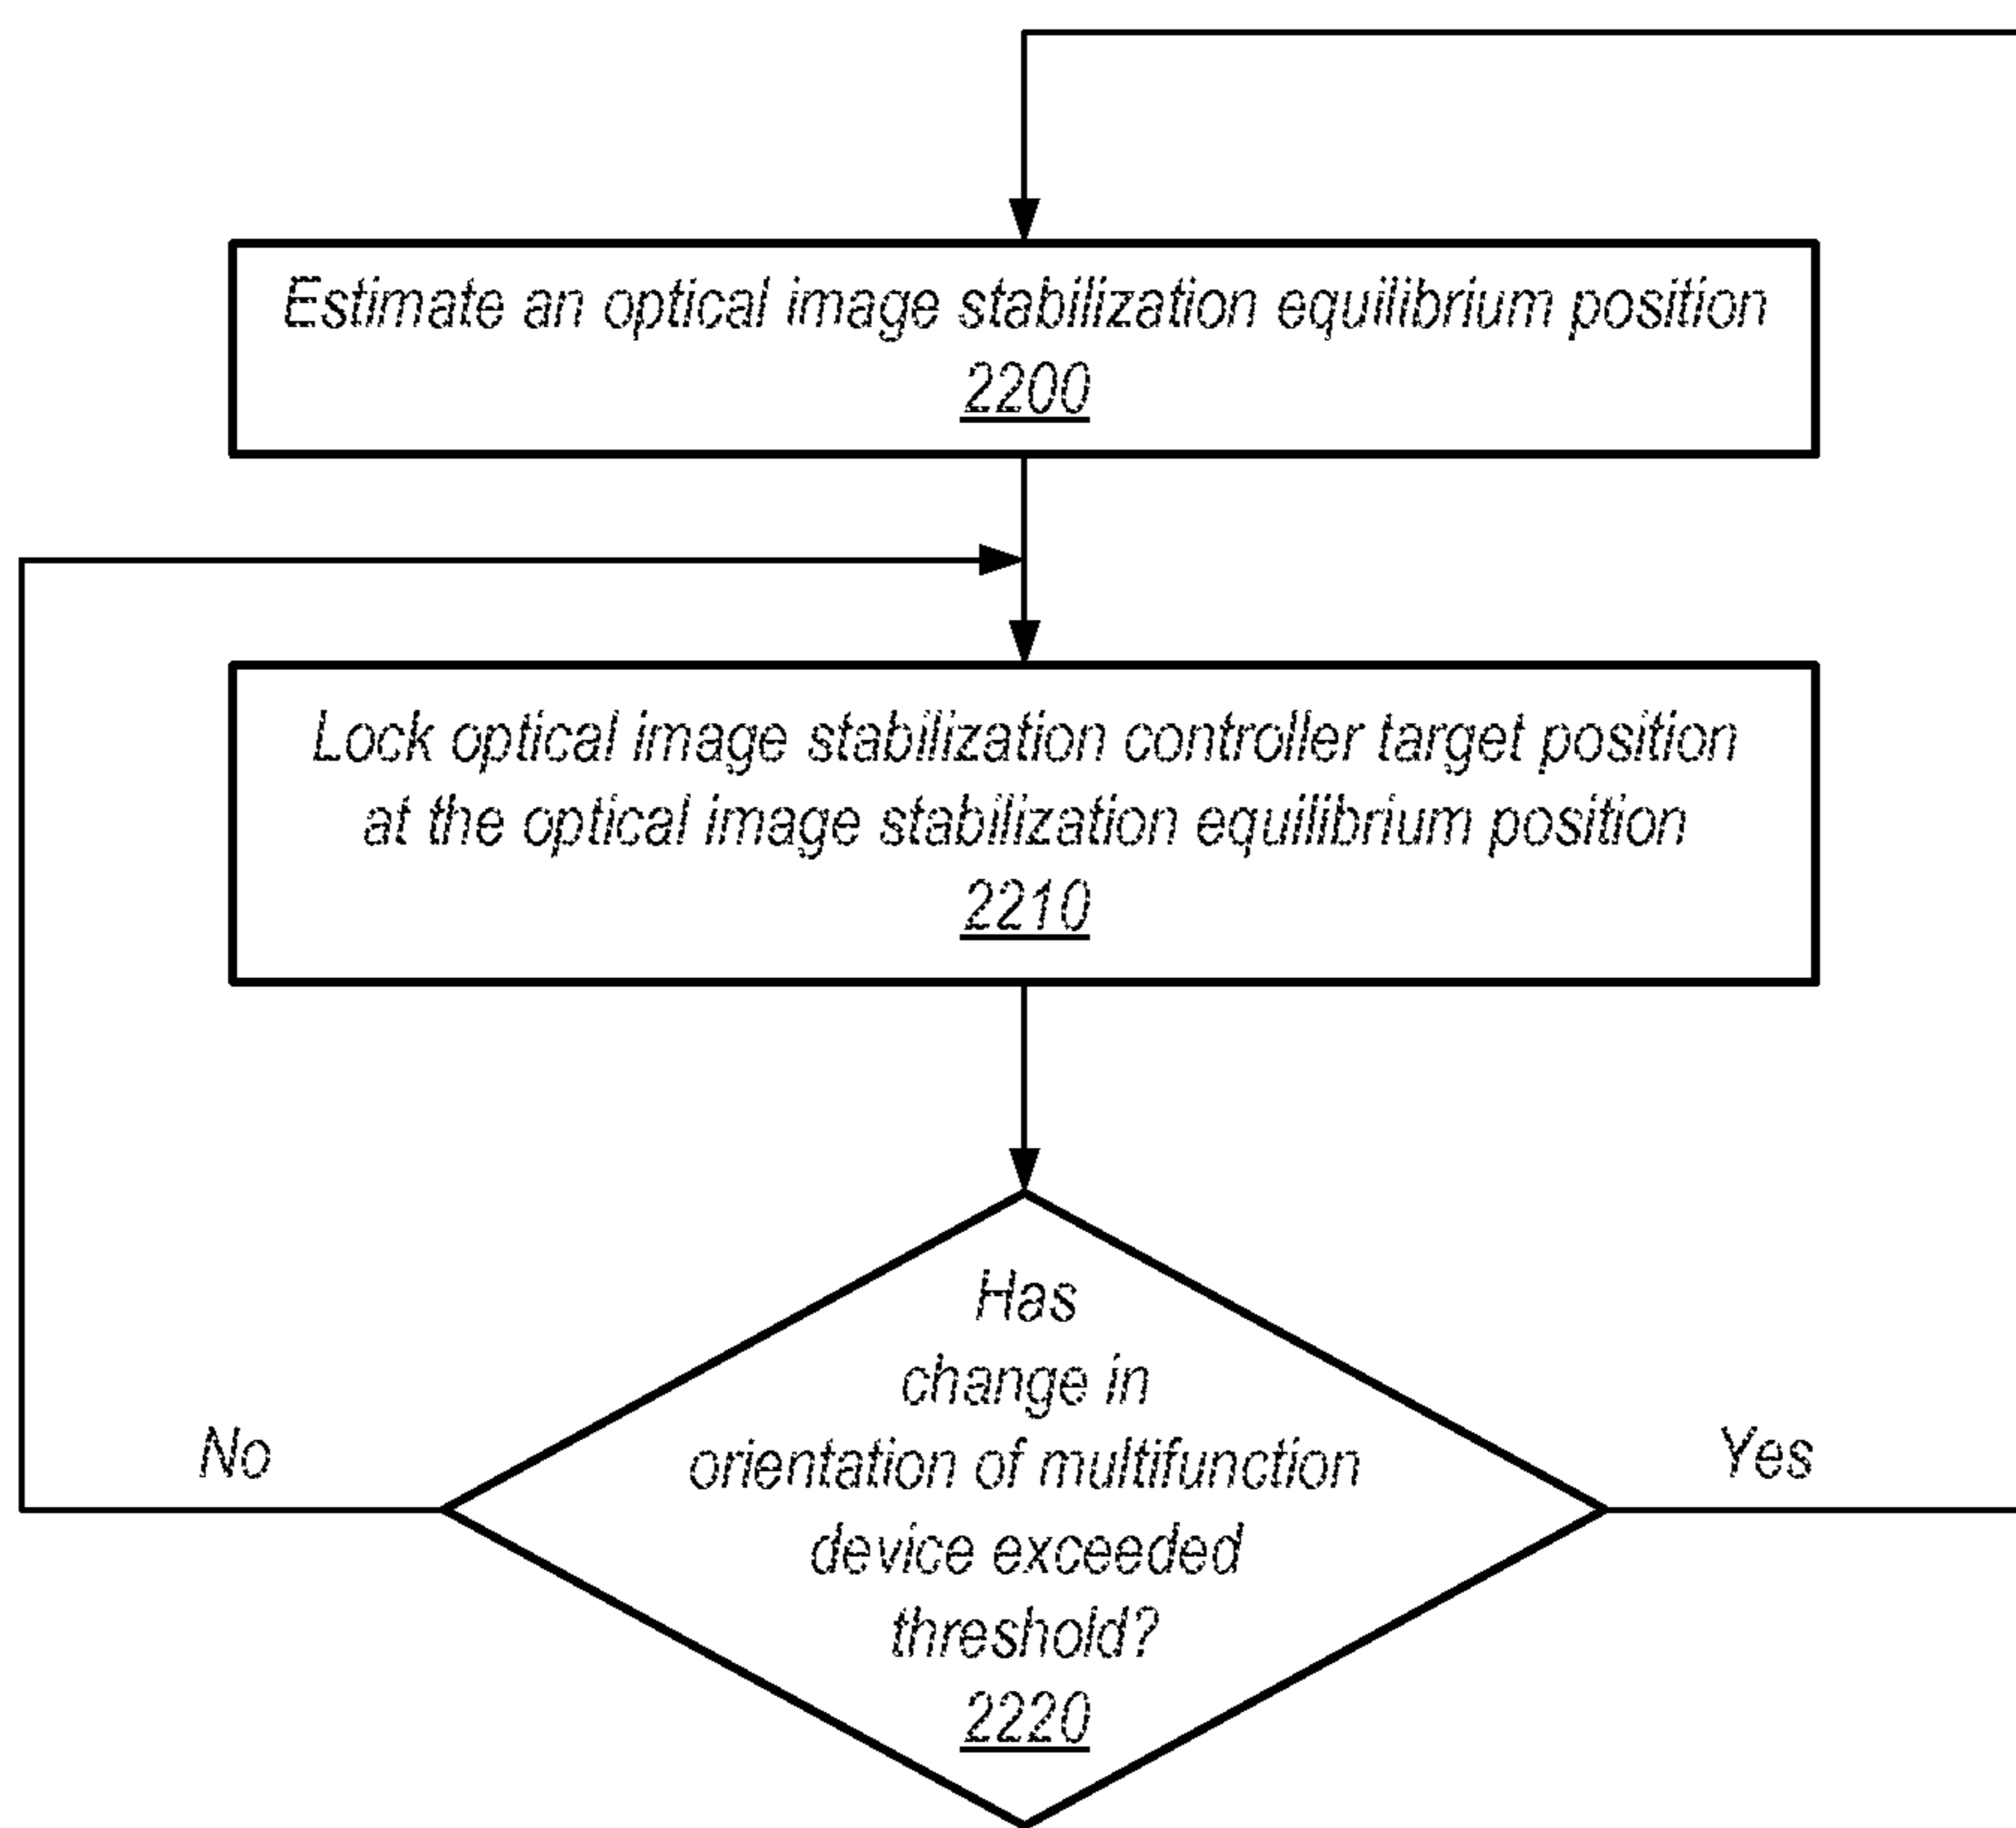 Estimate an optical image stabilization equilibrium position
2200
Lock optical image stabilization controller target position
at the optical image stabilization equilibrium position
2210
Has
change in
orientation of multifunction
device exceeded
threshold?
2220
No
Yes